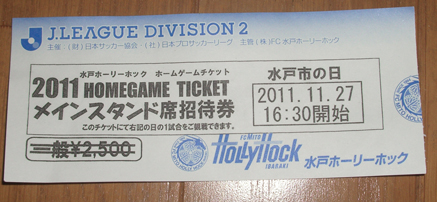 J.LEAGUE DIVISION 2
主催:(財)日本サッカー協会 (社)日本プロサッカーリーグ 主管(株)FC水戸ホーリーホック
水戸ホーリーホック ホームゲームチケット
2011 HOMEGAME TICKET
メインスタンド席招待券
このチケットにて右記の日の1試合をご観戦できます。
一般¥2,500
水戸市の日
2011.11.27
16:30開始
FC MITO
HOLLYHOCK
IBARAKI
水戸ホーリーホック